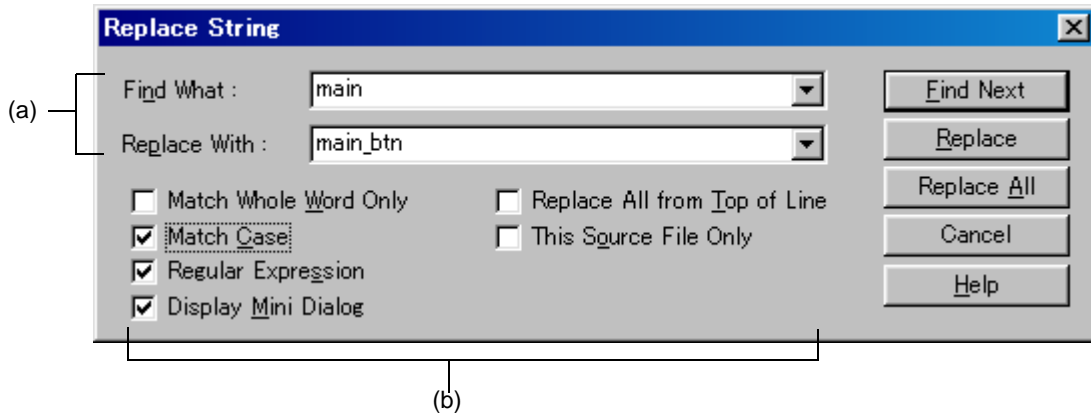 Replace String
(a)
Find What :
main
Find Next
Replace With :
main_btn
Replace
Match Whole Word Only
Replace All from Top of Line
Replace All
Match Case
This Source File Only
Cancel
Regular Expression
Help
Display Mini Dialog
(b)